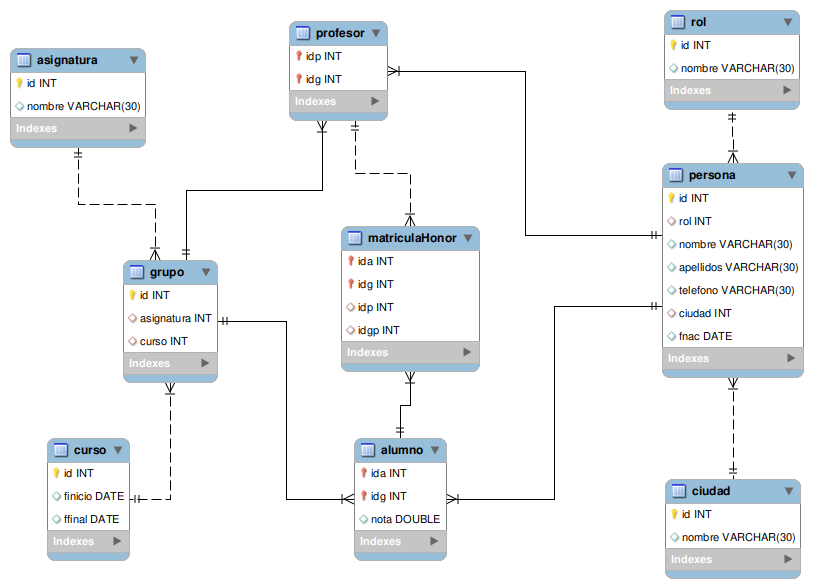 asignatura
id INT
nombre VARCHAR(30)
Indexes
profesor
idp INT
idg INT
Indexes
rol
id INT
nombre VARCHAR(30)
Indexes
persona
id INT
rol INT
nombre VARCHAR(30)
apellidos VARCHAR(30)
telefono VARCHAR(30)
ciudad INT
fnac DATE
Indexes
matriculaHonor
ida INT
idg INT
idp INT
idgp INT
Indexes
grupo
id INT
asignatura INT
curso INT
Indexes
curso
id INT
finicio DATE
ffinal DATE
Indexes
alumno
ida INT
idg INT
nota DOUBLE
Indexes
ciudad
id INT
nombre VARCHAR(30)
Indexes